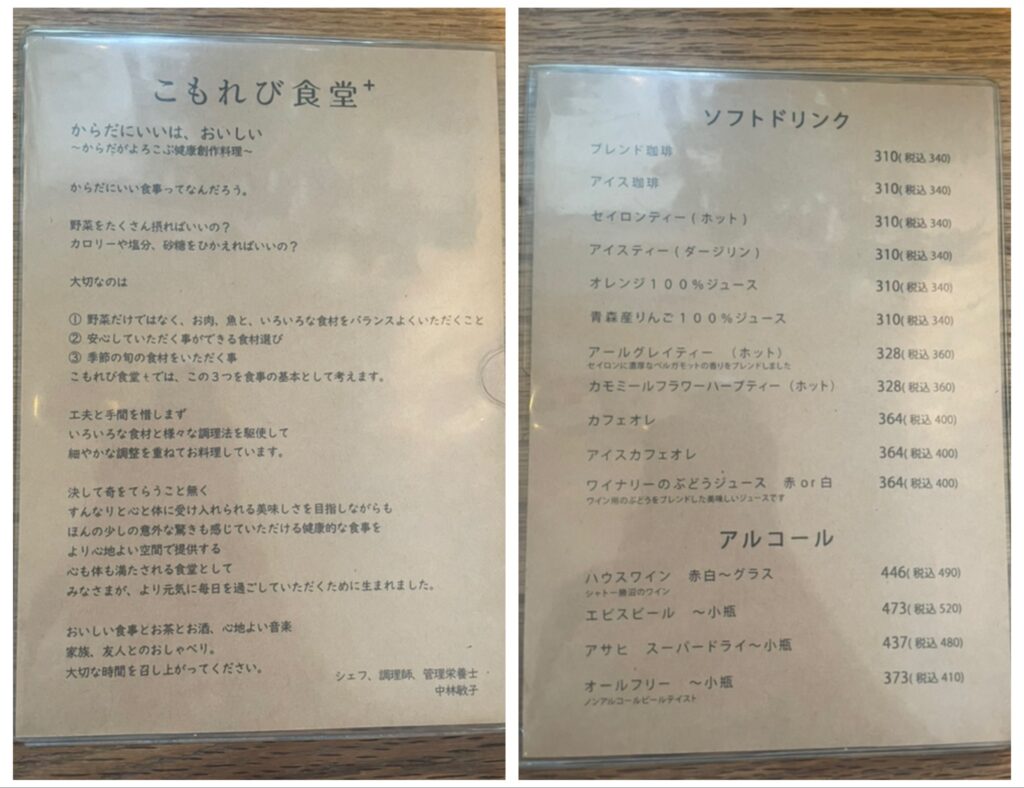 こもれび食堂+
からだにいいは、おいしい
～からだがよろこぶ健康創作料理～
からだにいい食事ってなんだろう。
野菜をたくさん摂ればいいの？
カロリーや塩分、砂糖をひかえればいいの？
大切なのは
① 野菜だけではなく、お肉、魚と、いろいろな食材をバランスよくいただくこと
② 安心していただく事ができる食材選び
③ 季節の旬の食材をいただく事
こもれび食堂+では、この３つを食事の基本として考えます。
工夫と手間を惜しまず
いろいろな食材と様々な調理法を駆使して
細やかな調整を重ねてお料理しています。
決して奇をてらうこと無く
すんなりと心と体に受け入れられる美味しさを目指しながらも
ほんの少しの意外な驚きも感じていただける健康的な食事を
より心地よい空間で提供する
心も体も満たされる食堂として
みなさまが、より元気に毎日を過ごしていただくために生まれました。
おいしい食事とお茶とお酒、心地よい音楽
家族、友人とのおしゃべり。
大切な時間を召し上がってください。
シェフ、調理師、管理栄養士
中林敏子
ソフトドリンク
ブレンド珈琲 310(税込 340)
アイス珈琲 310(税込 340)
セイロンティー(ホット) 310(税込 340)
アイスティー(ダージリン) 310(税込 340)
オレンジ１００％ジュース 310(税込 340)
青森産りんご１００％ジュース 310(税込 340)
アールグレイティー （ホット） 328(税込 360)
セイロンに濃厚なベルガモットの香りをブレンドしました
カモミールフラワーハーブティー（ホット） 328(税込 360)
カフェオレ 364(税込 400)
アイスカフェオレ 364(税込 400)
ワイナリーのぶどうジュース 赤 or 白 364(税込 400)
ワイン用のぶどうをブレンドした美味しいジュースです
アルコール
ハウスワイン 赤白～グラス 446(税込 490)
シャトー勝沼のワイン
エビスビール ～小瓶 473(税込 520)
アサヒ スーパードライ～小瓶 437(税込 480)
オールフリー ～小瓶 373(税込 410)
ノンアルコールビールテイスト